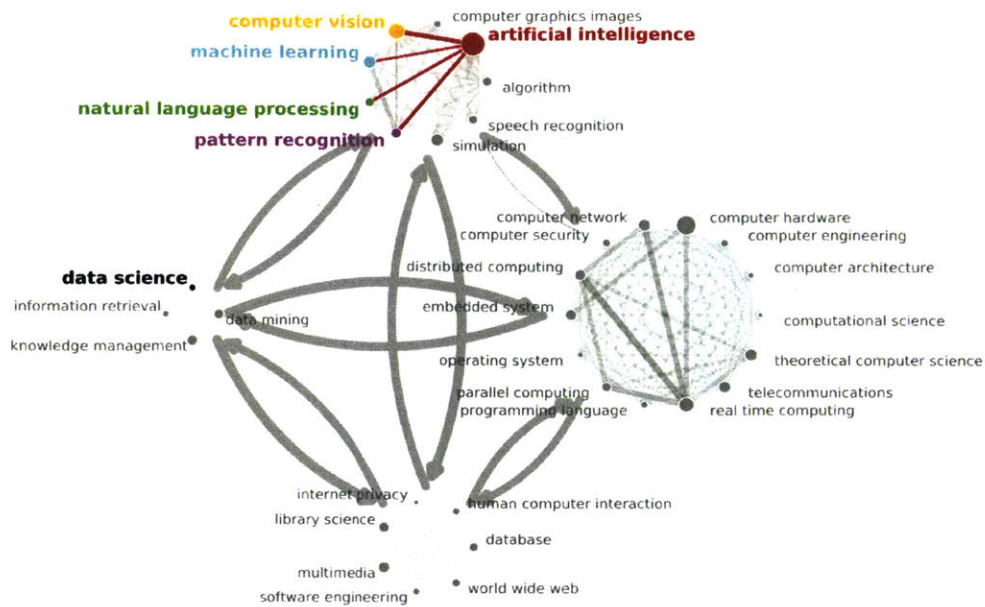 computer graphics images
computer vision
artificial intelligence
machine learning
algorithm
natural language processing
speech recognition
pattern recognition
simulation
computer network
computer hardware
computer security
computer engineering
distributed computing
computer architecture
data science
information retrieval
embedded system
data mining
computational science
knowledge management
operating system
theoretical computer science
parallel computing
telecommunications
programming language
real time computing
internet privacy
human computer interaction
library science
database
multimedia
world wide web
software engineering